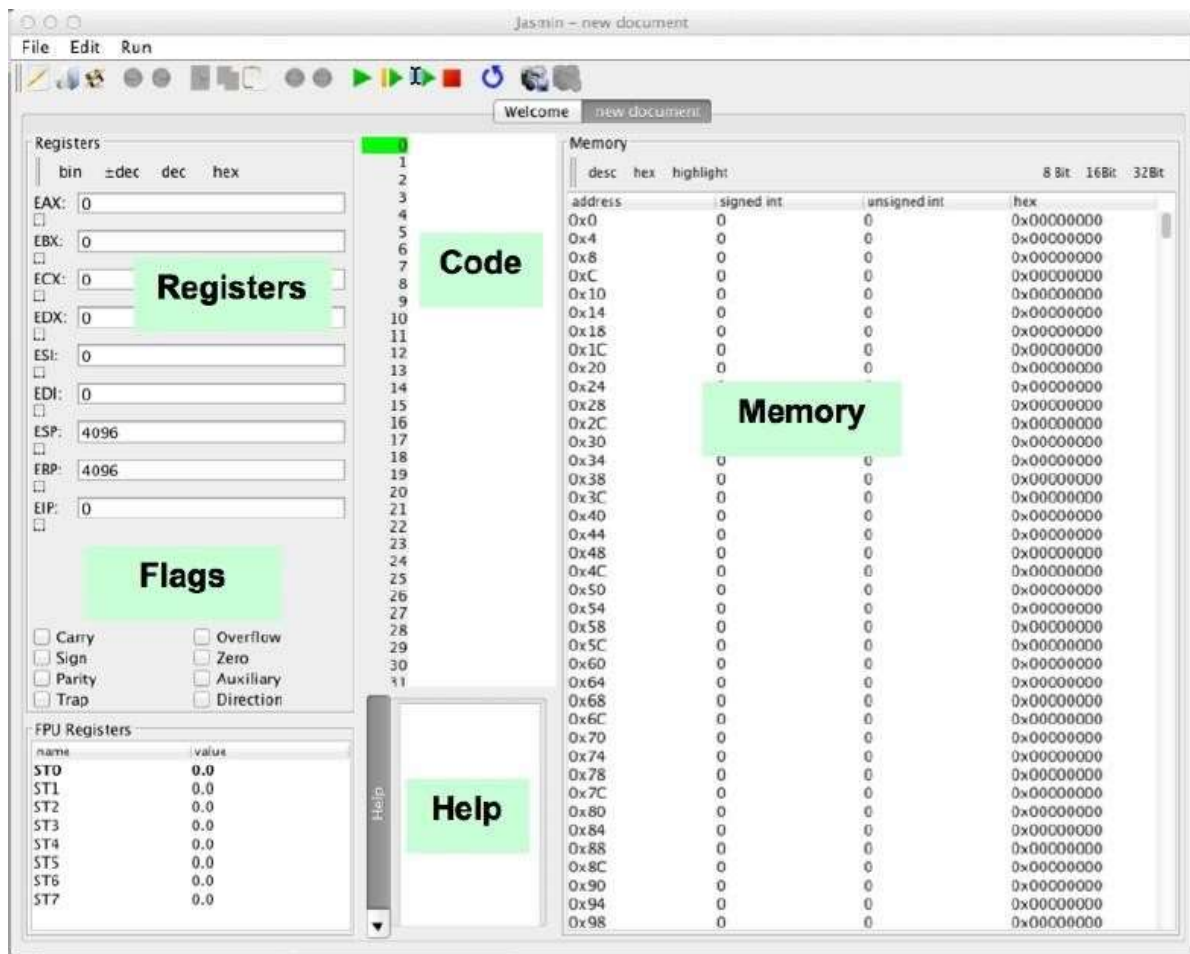 Jasmin – new document
File Edit Run
Welcome new document
Registers
bin ±dec dec hex
EAX: 0
EBX: 0
ECX: 0
EDX: 0
ESI: 0
EDI: 0
ESP: 4096
EBP: 4096
EIP: 0
Registers
Flags
Carry Overflow
Sign Zero
Parity Auxiliary
Trap Direction
FPU Registers
name value
ST0 0.0
ST1 0.0
ST2 0.0
ST3 0.0
ST4 0.0
ST5 0.0
ST6 0.0
ST7 0.0
0
1
2
3
4
5
6
7
8
9
10
11
12
13
14
15
16
17
18
19
20
21
22
23
24
25
26
27
28
29
30
31
Code
Help
Help
Memory
desc hex highlight 8 Bit 16Bit 32Bit
address signed int unsigned int hex
0x0 0 0 0x00000000
0x4 0 0 0x00000000
0x8 0 0 0x00000000
0xC 0 0 0x00000000
0x10 0 0 0x00000000
0x14 0 0 0x00000000
0x18 0 0 0x00000000
0x1C 0 0 0x00000000
0x20 0 0 0x00000000
0x24 0x00000000
0x28 0x00000000
0x2C 0x00000000
0x30 0x00000000
0x34 0 0 0x00000000
0x38 0 0 0x00000000
0x3C 0 0 0x00000000
0x40 0 0 0x00000000
0x44 0 0 0x00000000
0x48 0 0 0x00000000
0x4C 0 0 0x00000000
0x50 0 0 0x00000000
0x54 0 0 0x00000000
0x58 0 0 0x00000000
0x5C 0 0 0x00000000
0x60 0 0 0x00000000
0x64 0 0 0x00000000
0x68 0 0 0x00000000
0x6C 0 0 0x00000000
0x70 0 0 0x00000000
0x74 0 0 0x00000000
0x78 0 0 0x00000000
0x7C 0 0 0x00000000
0x80 0 0 0x00000000
0x84 0 0 0x00000000
0x88 0 0 0x00000000
0x8C 0 0 0x00000000
0x90 0 0 0x00000000
0x94 0 0 0x00000000
0x98 0 0 0x00000000
Memory